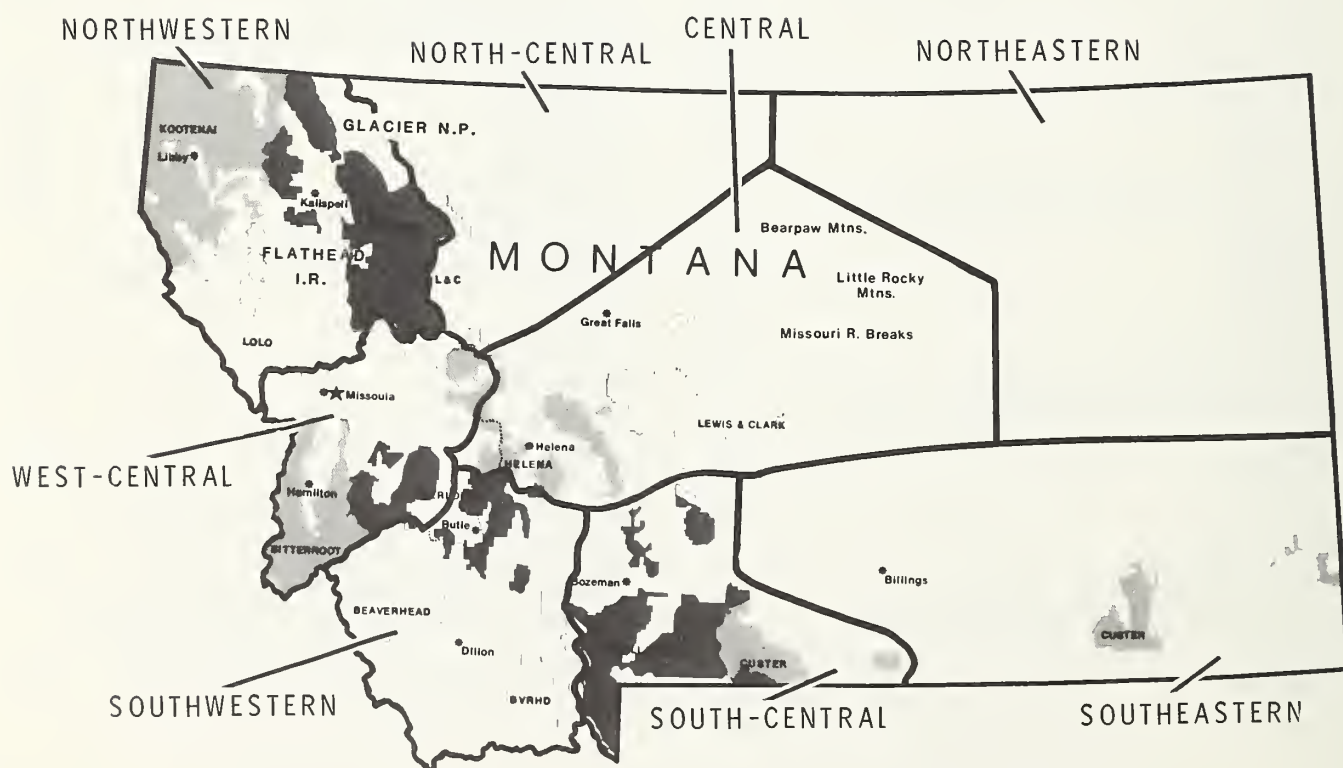 NORTHWESTERN
NORTH-CENTRAL
CENTRAL
NORTHEASTERN
KOOTENAI
Libby
GLACIER N.P.
Kalispell
FLATHEAD
I.R.
L&C
MONTANA
Bearpaw Mtns.
Little Rocky
Mtns.
Great Falls
Missouri R. Breaks
LOLO
Missoula
LEWIS & CLARK
Helena
HELENA
WEST-CENTRAL
Hamilton
Butte
BITTERROOT
Bozeman
Billings
BEAVERHEAD
Dillon
CUSTER
CUSTER
BVRHD
SOUTHWESTERN
SOUTH-CENTRAL
SOUTHEASTERN